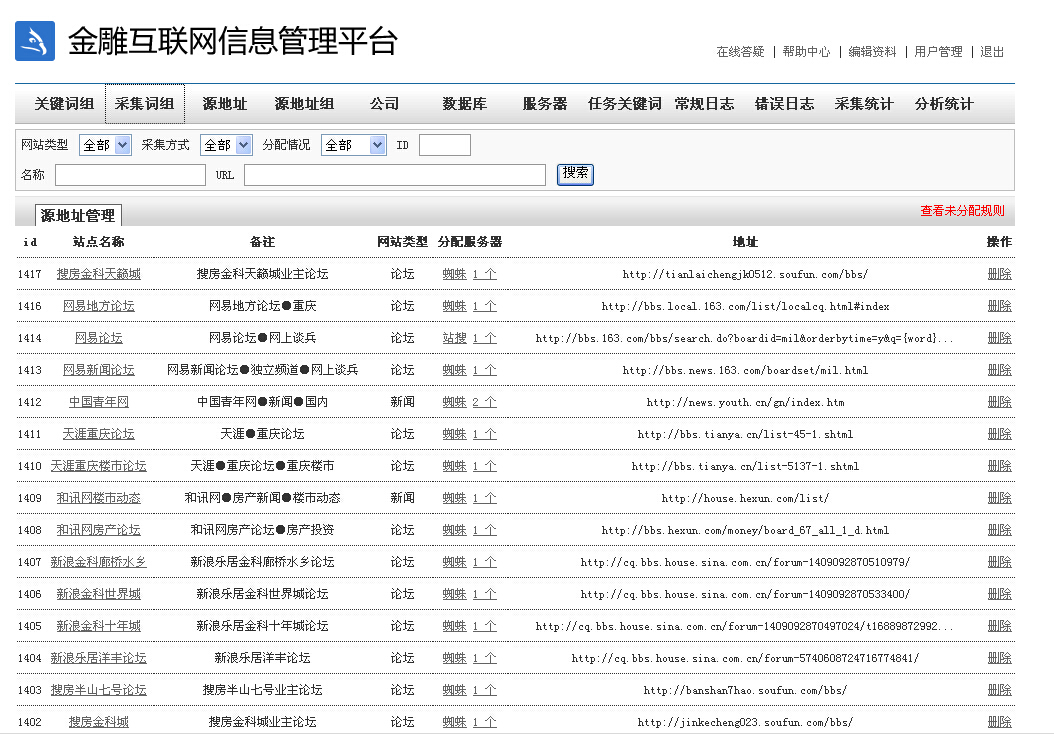 金雕互联网信息管理平台
在线答疑 | 帮助中心 | 编辑资料 | 用户管理 | 退出
关键词组 采集词组 源地址 源地址组 公司 数据库 服务器 任务关键词 常规日志 错误日志 采集统计 分析统计
网站类型 全部 采集方式 全部 分配情况 全部 ID
名称 URL 搜索
源地址管理 查看未分配规则
id 站点名称 备注 网站类型 分配服务器 地址 操作
1417 搜房金科天籁城 搜房金科天籁城业主论坛 论坛 蜘蛛 1 个 http://tianlaichengjk0512.soufun.com/bbs/ 删除
1416 网易地方论坛 网易地方论坛●重庆 论坛 蜘蛛 1 个 http://bbs.local.163.com/list/localcq.html#index 删除
1414 网易论坛 网易论坛●网上谈兵 论坛 站搜 1 个 http://bbs.163.com/bbs/search.do?boardid=mil&orderbytime=y&q={word}... 删除
1413 网易新闻论坛 网易新闻论坛●独立频道●网上谈兵 论坛 蜘蛛 1 个 http://bbs.news.163.com/boardset/mil.html 删除
1412 中国青年网 中国青年网●新闻●国内 新闻 蜘蛛 2 个 http://news.youth.cn/gn/index.htm 删除
1411 天涯重庆论坛 天涯●重庆论坛 论坛 蜘蛛 1 个 http://bbs.tianya.cn/list-45-1.shtml 删除
1410 天涯重庆楼市论坛 天涯●重庆论坛●重庆楼市 论坛 蜘蛛 1 个 http://bbs.tianya.cn/list-5137-1.shtml 删除
1409 和讯网楼市动态 和讯网●房产新闻●楼市动态 新闻 蜘蛛 1 个 http://house.hexun.com/list/ 删除
1408 和讯网房产论坛 和讯网房产论坛●房产投资 论坛 蜘蛛 1 个 http://bbs.hexun.com/money/board_67_all_1_d.html 删除
1407 新浪金科廊桥水乡 新浪乐居金科廊桥水乡论坛 论坛 蜘蛛 1 个 http://cq.bbs.house.sina.com.cn/forum-1409092870510979/ 删除
1406 新浪金科世界城 新浪乐居金科世界城论坛 论坛 蜘蛛 1 个 http://cq.bbs.house.sina.com.cn/forum-1409092870533400/ 删除
1405 新浪金科十年城 新浪乐居金科十年城论坛 论坛 蜘蛛 1 个 http://cq.bbs.house.sina.com.cn/forum-1409092870497024/t16889872992... 删除
1404 新浪乐居洋丰论坛 新浪乐居洋丰论坛 论坛 蜘蛛 1 个 http://cq.bbs.house.sina.com.cn/forum-5740608724716774841/ 删除
1403 搜房半山七号论坛 搜房半山七号业主论坛 论坛 蜘蛛 1 个 http://banshan7hao.soufun.com/bbs/ 删除
1402 搜房金科城 搜房金科城业主论坛 论坛 蜘蛛 1 个 http://jinkecheng023.soufun.com/bbs/ 删除